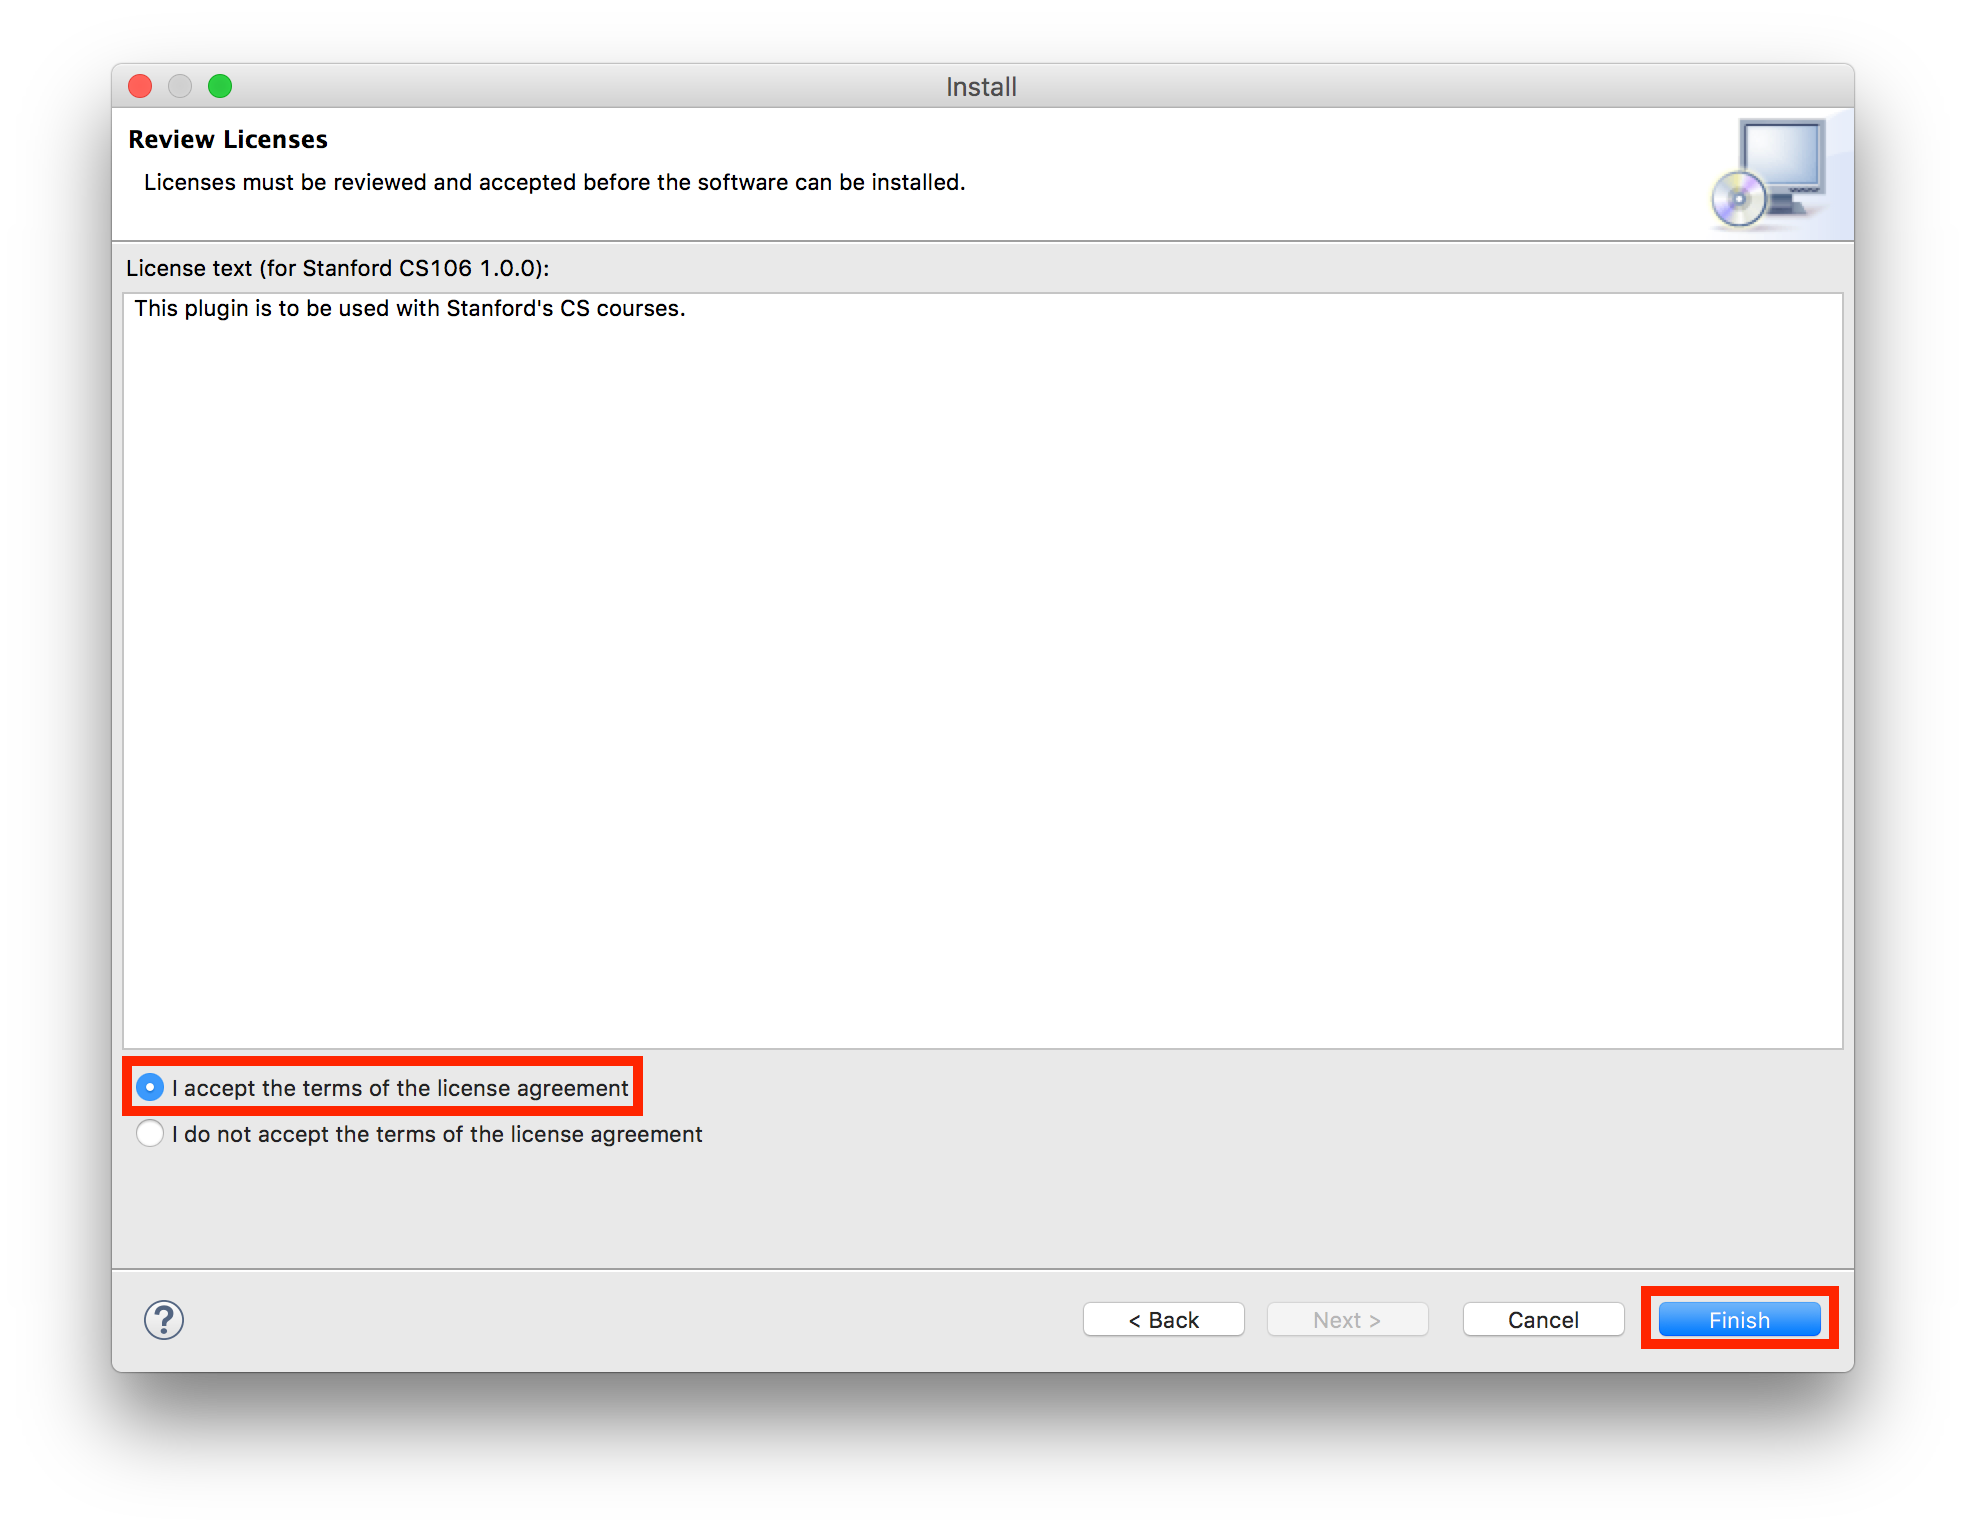 Install
Review Licenses
Licenses must be reviewed and accepted before the software can be installed.
License text (for Stanford CS106 1.0.0):
This plugin is to be used with Stanford's CS courses.
I accept the terms of the license agreement
I do not accept the terms of the license agreement
?
< Back
Next >
Cancel
Finish